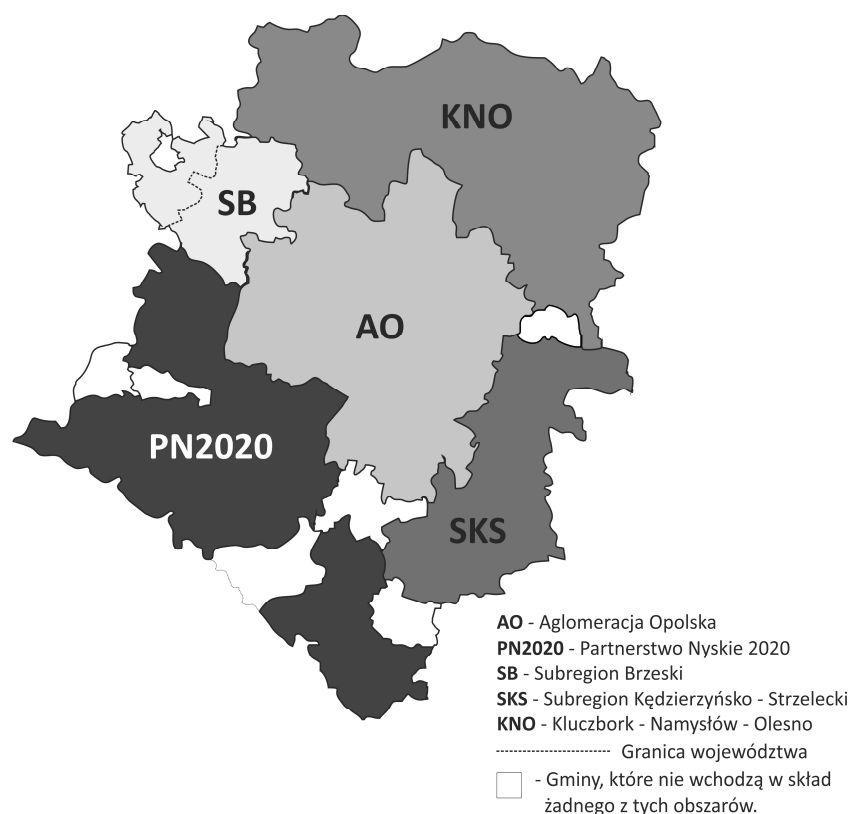 KNO
SB
AO
PN2020
SKS
AO - Aglomeracja Opolska
PN2020 - Partnerstwo Nyskie 2020
SB - Subregion Brzeski
SKS - Subregion Kędzierzyńsko - Strzelecki
KNO - Kluczbork - Namysłów - Olesno
Granica województwa
- Gminy, które nie wchodzą w skład
żadnego z tych obszarów.